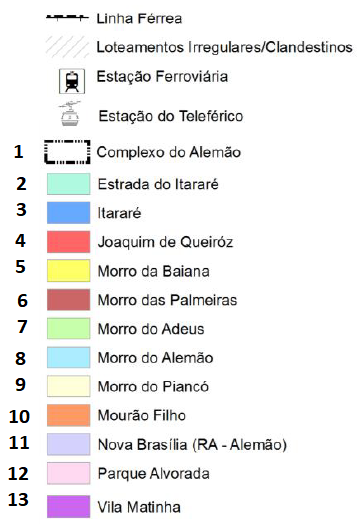 Linha Férrea
Loteamentos Irregulares/Clandestinos
Estação Ferroviária
Estação do Teleférico
1 Complexo do Alemão
2 Estrada do Itararé
3 Itararé
4 Joaquim de Queiróz
5 Morro da Baiana
6 Morro das Palmeiras
7 Morro do Adeus
8 Morro do Alemão
9 Morro do Piancó
10 Mourão Filho
11 Nova Brasília (RA - Alemão)
12 Parque Alvorada
13 Vila Matinha